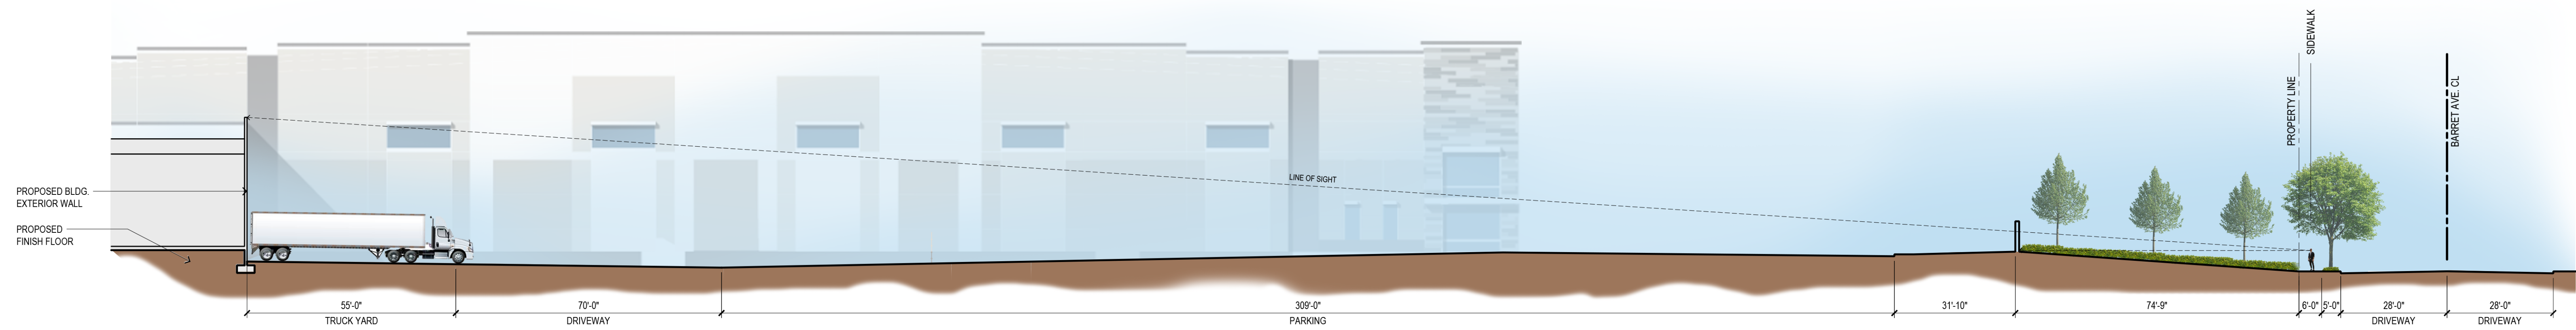 SIDEWALK
PROPERTY LINE
BARRET AVE. CL
LINE OF SIGHT
PROPOSED BLDG.
EXTERIOR WALL
PROPOSED
FINISH FLOOR
55'-0"
TRUCK YARD
70'-0"
DRIVEWAY
309'-0"
PARKING
31'-10"
74'-9"
6'-0"
5'-0"
28'-0"
DRIVEWAY
28'-0"
DRIVEWAY